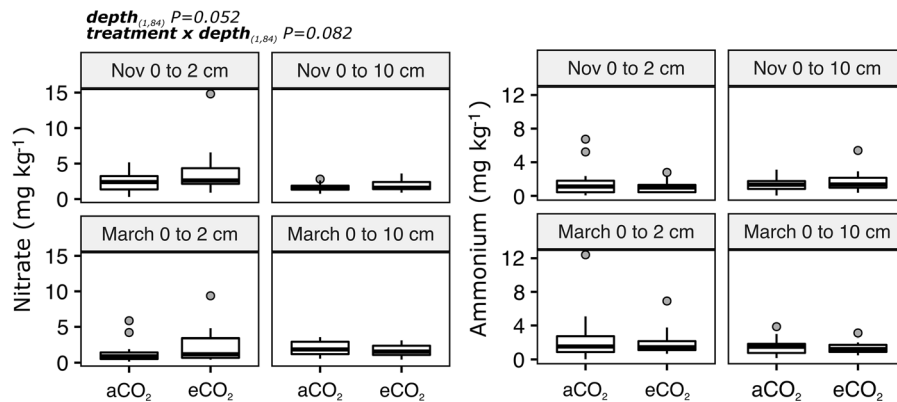 depth(1,84) P=0.052
treatment x depth(1,84) P=0.082
Nov 0 to 2 cm
Nov 0 to 10 cm
Nitrate (mg kg⁻¹)
15
10
5
0
March 0 to 2 cm
March 0 to 10 cm
15
10
5
0
aCO₂
eCO₂
aCO₂
eCO₂
Nov 0 to 2 cm
Nov 0 to 10 cm
Ammonium (mg kg⁻¹)
12
8
4
0
March 0 to 2 cm
March 0 to 10 cm
12
8
4
0
aCO₂
eCO₂
aCO₂
eCO₂